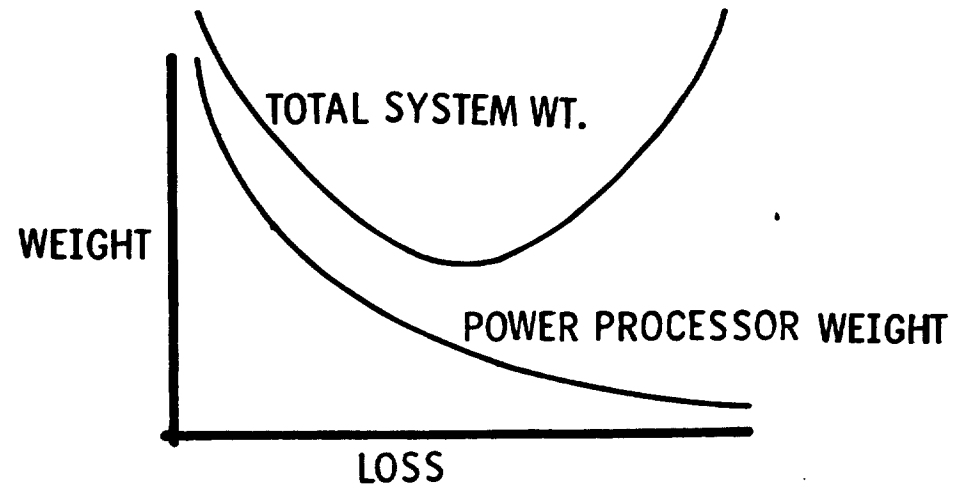 TOTAL SYSTEM WT.
WEIGHT
POWER PROCESSOR WEIGHT
LOSS